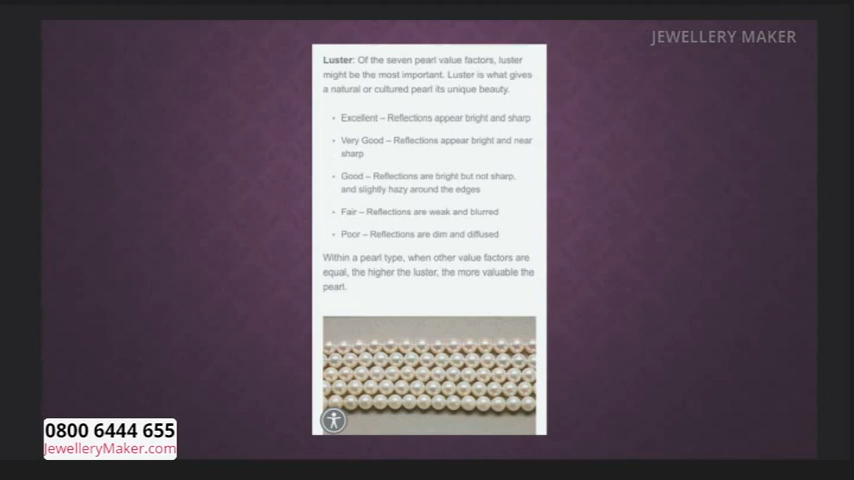 JEWELLERY MAKER
Luster: Of the seven pearl value factors, luster
might be the most important. Luster is what gives
a natural or cultured pearl its unique beauty.
• Excellent – Reflections appear bright and sharp
• Very Good – Reflections appear bright and near
sharp
• Good – Reflections are bright but not sharp,
and slightly hazy around the edges
• Fair – Reflections are weak and blurred
• Poor – Reflections are dim and diffused
Within a pearl type, when other value factors are
equal, the higher the luster, the more valuable the
pearl.
0800 6444 655
JewelleryMaker.com